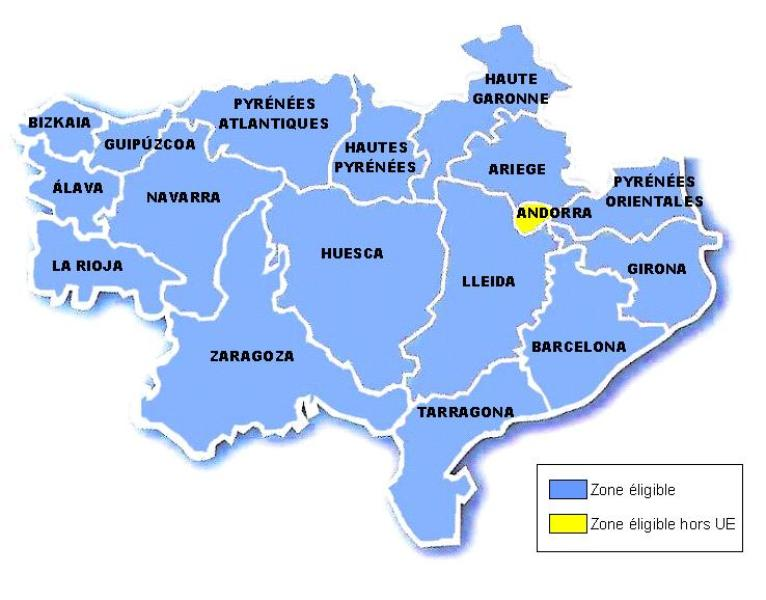 HAUTE
GARONNE
PYRÉNÉES
ATLANTIQUES
BIZKAIA
GUIPÚZCOA
HAUTES
PYRÉNÉES
ARIEGE
PYRÉNÉES
ORIENTALES
ÁLAVA
NAVARRA
ANDORRA
HUESCA
LA RIOJA
GIRONA
LLEIDA
ZARAGOZA
BARCELONA
TARRAGONA
Zone éligible
Zone éligible hors UE